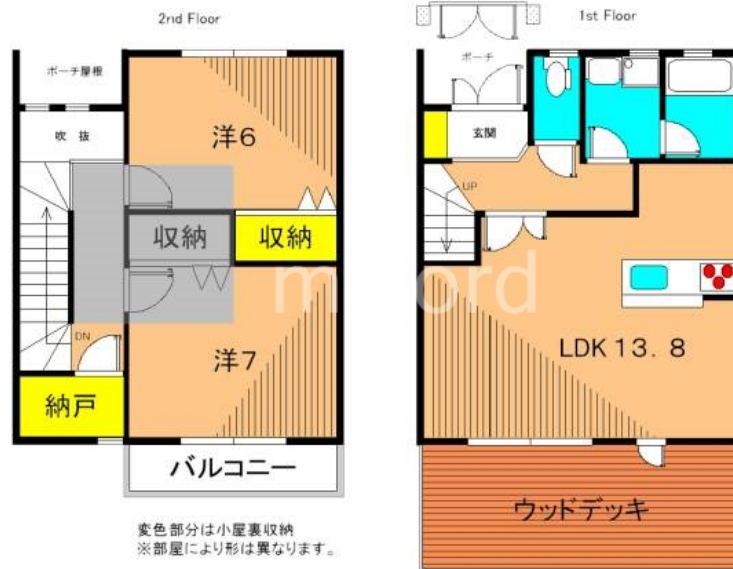 2nd Floor
ポーチ屋根
吹 抜
洋6
収納
収納
洋7
DN
納戸
バルコニー
変色部分は小屋裏収納
※部屋により形は異なります。
1st Floor
ポーチ
玄関
UP
LDK 13. 8
ウッドデッキ